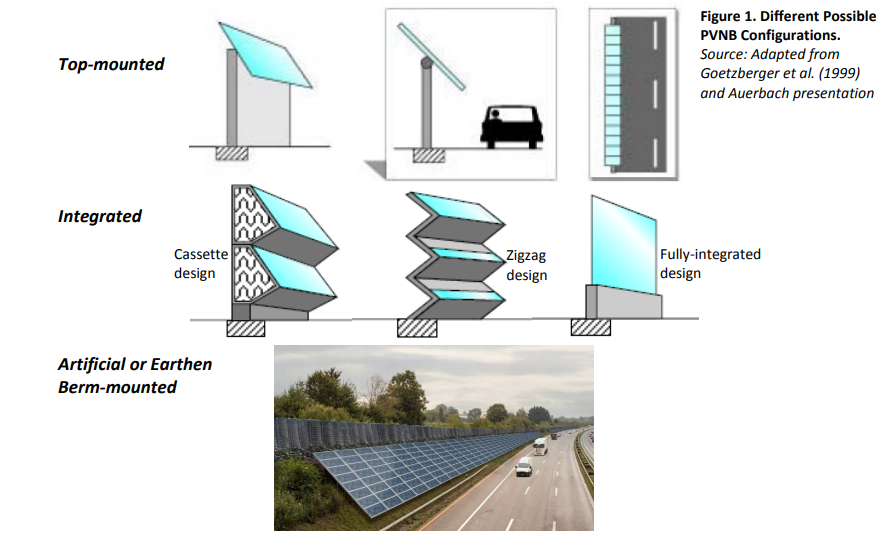 Figure 1. Different Possible
PVNB Configurations.
Source: Adapted from
Goetzberger et al. (1999)
and Auerbach presentation
Top-mounted
Integrated
Cassette
design
Zigzag
design
Fully-integrated
design
Artificial or Earthen
Berm-mounted